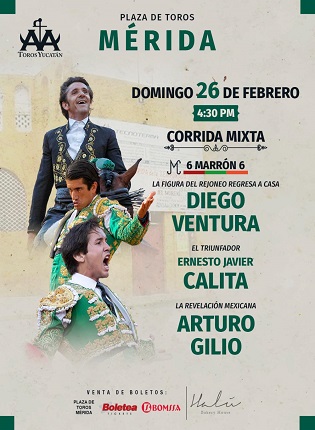 PLAZA DE TOROS
MÉRIDA
TOROS YUCATÁN
DOMINGO 26 DE FEBRERO
4:30 PM
CORRIDA MIXTA
6 MARRÓN 6
LA FIGURA DEL REJONEO REGRESA A CASA
DIEGO
VENTURA
EL TRIUNFADOR
ERNESTO JAVIER
CALITA
LA REVELACIÓN MEXICANA
ARTURO
GILIO
VENTA DE BOLETOS:
PLAZA
DE TOROS
MÉRIDA
Boletea
TICKETS
BOMSSA